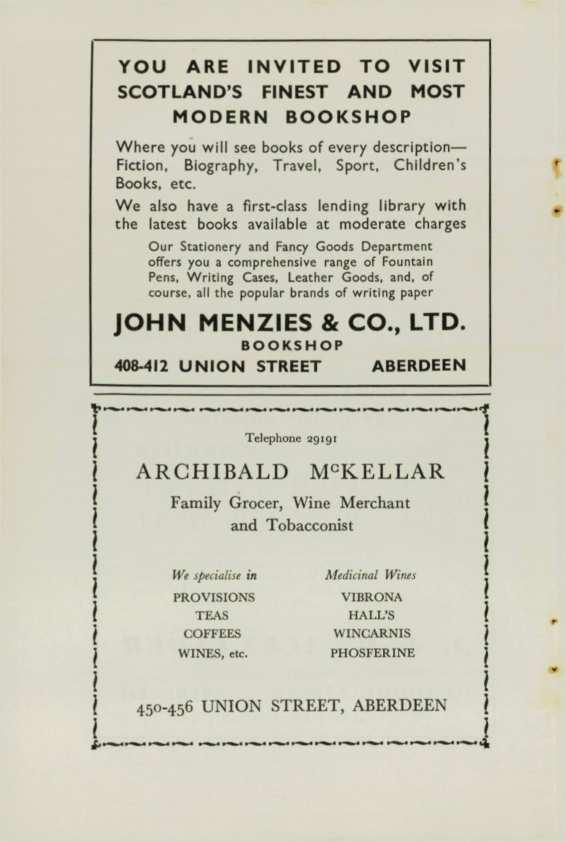 YOU ARE INVITED TO VISIT
SCOTLAND'S FINEST AND MOST
MODERN BOOKSHOP
Where you will see books of every description—
Fiction, Biography, Travel, Sport, Children's
Books, etc.
We also have a first-class lending library with
the latest books available at moderate charges
Our Stationery and Fancy Goods Department
offers you a comprehensive range of Fountain
Pens, Writing Cases, Leather Goods, and, of
course, all the popular brands of writing paper
JOHN MENZIES & CO., LTD.
BOOKSHOP
408-412 UNION STREET ABERDEEN
Telephone 29191
ARCHIBALD McKELLAR
Family Grocer, Wine Merchant
and Tobacconist
We specialise in
PROVISIONS
TEAS
COFFEES
WINES, etc.
Medicinal Wines
VIBRONA
HALL'S
WINCARNIS
PHOSFERINE
450-456 UNION STREET, ABERDEEN